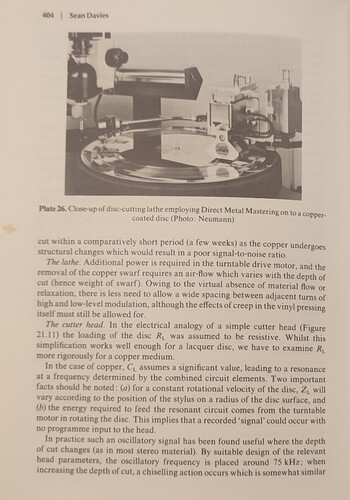 404 | Sean Davies
Plate 26. Close-up of disc-cutting lathe employing Direct Metal Mastering on to a copper-
coated disc (Photo: Neumann)
cut within a comparatively short period (a few weeks) as the copper undergoes
structural changes which would result in a poor signal-to-noise ratio.
The lathe. Additional power is required in the turntable drive motor, and the
removal of the copper swarf requires an air-flow which varies with the depth of
cut (hence weight of swarf). Owing to the virtual absence of material flow or
relaxation, there is less need to allow a wide spacing between adjacent turns of
high and low-level modulation, although the effects of creep in the vinyl pressing
itself must still be allowed for.
The cutter head. In the electrical analogy of a simple cutter head (Figure
21.11) the loading of the disc RL was assumed to be resistive. Whilst this
simplification works well enough for a lacquer disc, we have to examine RL
more rigorously for a copper medium.
In the case of copper, CL assumes a significant value, leading to a resonance
at a frequency determined by the combined circuit elements. Two important
facts should be noted: (a) for a constant rotational velocity of the disc, ZL will
vary according to the position of the stylus on a radius of the disc surface, and
(b) the energy required to feed the resonant circuit comes from the turntable
motor in rotating the disc. This implies that a recorded 'signal' could occur with
no programme input to the head.
In practice such an oscillatory signal has been found useful where the depth
of cut changes (as in most stereo material). By suitable design of the relevant
head parameters, the oscillatory frequency is placed around 75 kHz; when
increasing the depth of cut, a chiselling action occurs which is somewhat similar